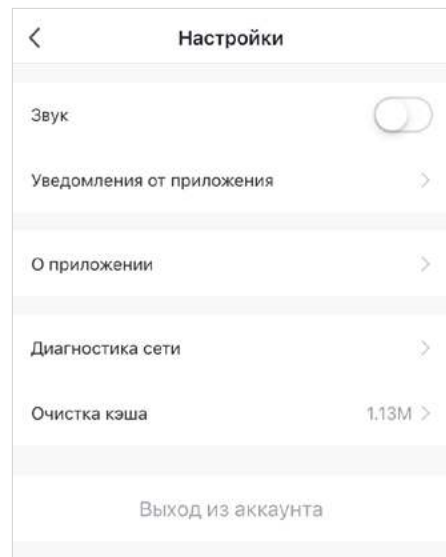 Настройки
Звук
Уведомления от приложения
О приложении
Диагностика сети
Очистка кэша 1.13M
Выход из аккаунта